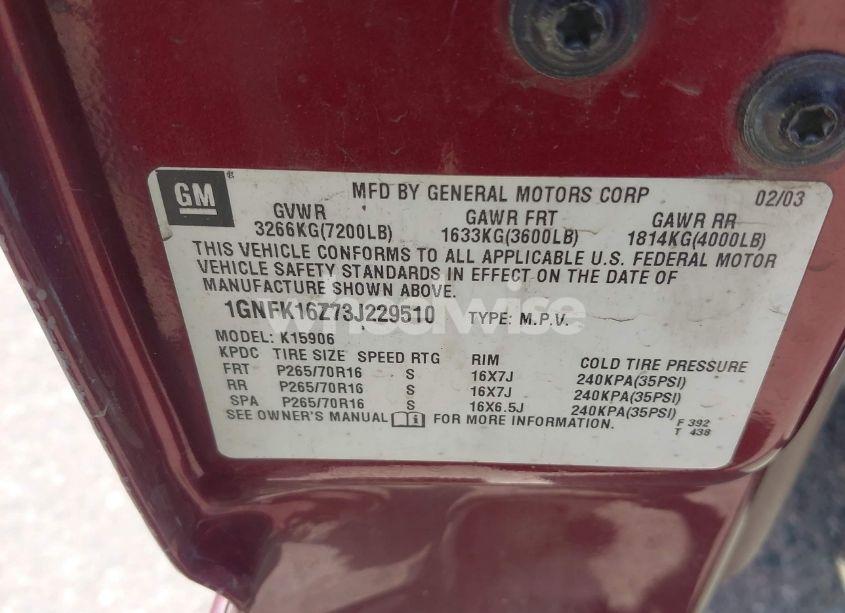 GM
MFD BY GENERAL MOTORS CORP 02/03
GVWR GAWR FRT GAWR RR
3266KG(7200LB) 1633KG(3600LB) 1814KG(4000LB)
THIS VEHICLE CONFORMS TO ALL APPLICABLE U.S. FEDERAL MOTOR
VEHICLE SAFETY STANDARDS IN EFFECT ON THE DATE OF
MANUFACTURE SHOWN ABOVE.
1GNFK16Z73J229510 TYPE: M.P.V.
wheelwise
MODEL: K15906
KPDC TIRE SIZE SPEED RTG RIM COLD TIRE PRESSURE
FRT P265/70R16 S 16X7J 240KPA(35PSI)
RR P265/70R16 S 16X7J 240KPA(35PSI)
SPA P265/70R16 S 16X6.5J 240KPA(35PSI)
SEE OWNER'S MANUAL FOR MORE INFORMATION. F 392
T 438